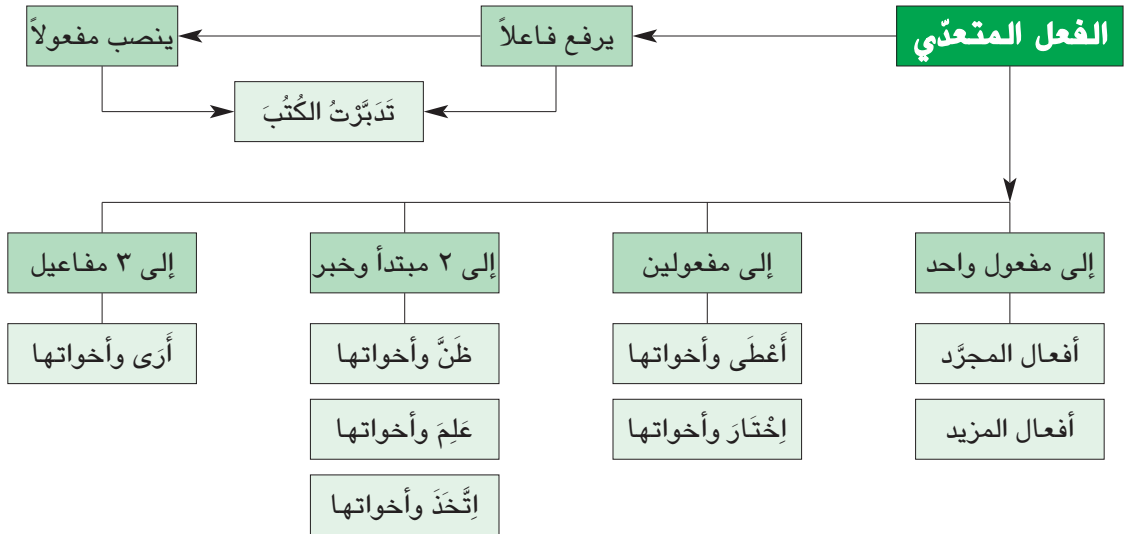 الفعل المتعدّي
يرفع فاعلاً
ينصب مفعولاً
تَدَبَّرْتُ الكُتُبَ
إلى مفعول واحد
إلى مفعولين
إلى ٢ مبتدأ وخبر
إلى ٣ مفاعيل
أفعال المجرَّد
أَعْطَى وأخواتها
ظَنَّ وأخواتها
أَرَى وأخواتها
أفعال المزيد
اِخْتَارَ وأخواتها
عَلِمَ وأخواتها
اِتَّخَذَ وأخواتها